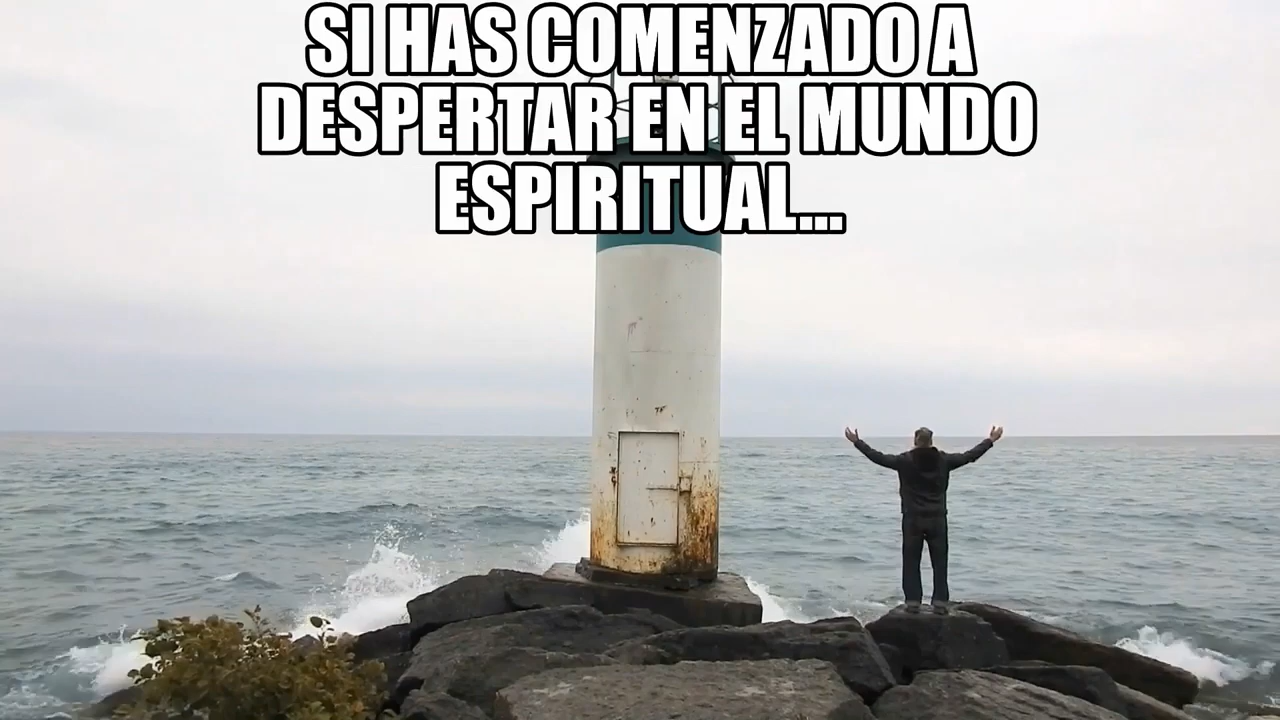 SI HAS COMENZADO A
DESPERTAR EN EL MUNDO
ESPIRITUAL...